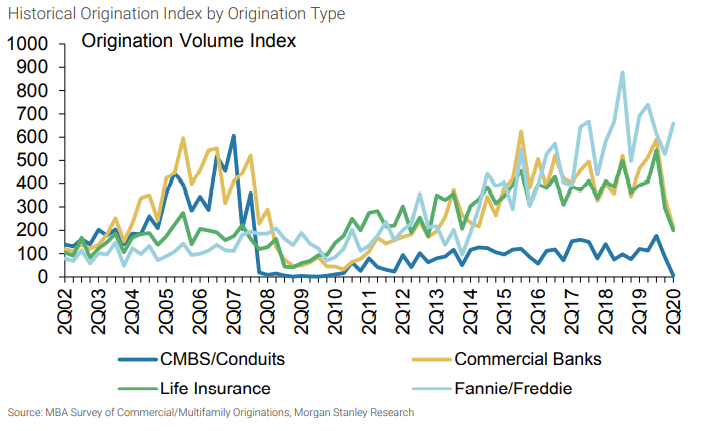 Historical Origination Index by Origination Type
Origination Volume Index
1000
900
800
700
600
500
400
300
200
100
0
2Q02
2Q03
2Q04
2Q05
2Q06
2Q07
2Q08
2Q09
2Q10
2Q11
2Q12
2Q13
2Q14
2Q15
2Q16
2Q17
2Q18
2Q19
2Q20
CMBS/Conduits
Commercial Banks
Life Insurance
Fannie/Freddie
Source: MBA Survey of Commercial/Multifamily Originations, Morgan Stanley Research